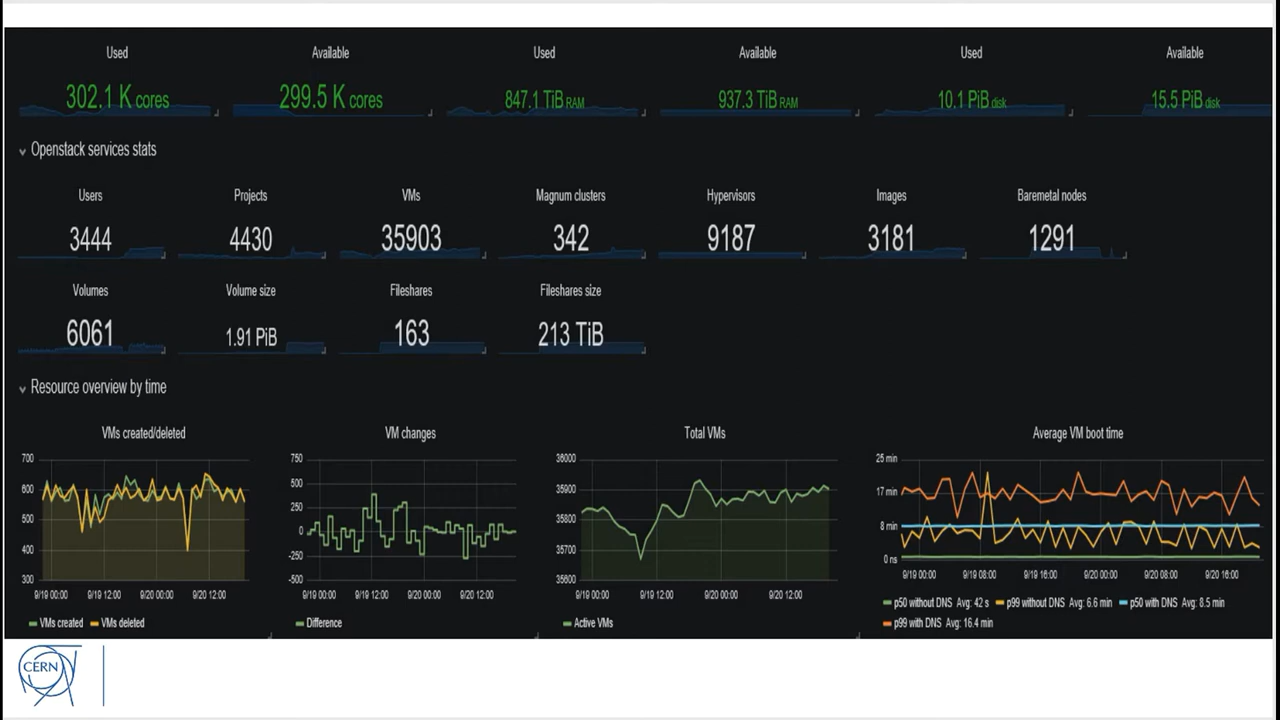 Used Available Used Available Used Available
302.1 K cores 299.5 K cores 847.1 TiB RAM 937.3 TiB RAM 10.1 PiB disk 15.5 PiB disk
Openstack services stats
Users Projects VMs Magnum clusters Hypervisors Images Baremetal nodes
3444 4430 35903 342 9187 3181 1291
Volumes Volume size Fileshares Fileshares size
6061 1.91 PiB 163 213 TiB
Resource overview by time
VMs created/deleted
700
600
500
400
300
9/19 00:00 9/19 12:00 9/20 00:00 9/20 12:00
VMs created VMs deleted
VM changes
750
500
250
0
-250
-500
9/19 00:00 9/19 12:00 9/20 00:00 9/20 12:00
Difference
Total VMs
36000
35900
35800
35700
35600
9/19 00:00 9/19 12:00 9/20 00:00 9/20 12:00
Active VMs
Average VM boot time
25 min
17 min
8 min
0 ns
9/19 00:00 9/19 08:00 9/19 16:00 9/20 00:00 9/20 08:00 9/20 16:00
p50 without DNS Avg: 42 s p99 without DNS Avg: 6.6 min p50 with DNS Avg: 8.5 min
p99 with DNS Avg: 16.4 min
CERN